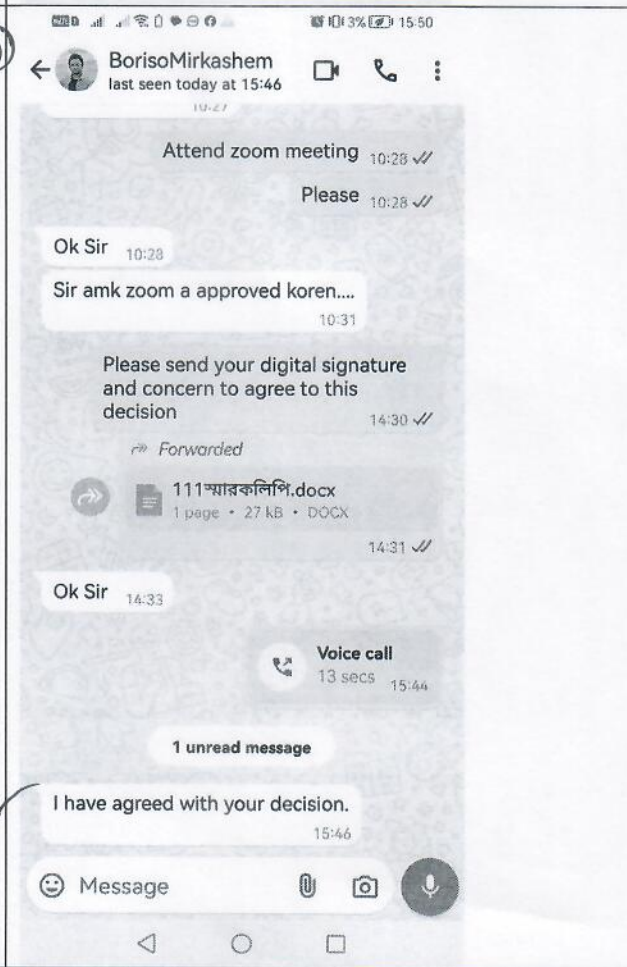 3% 15:50
BorisoMirkashem
last seen today at 15:46
10:27
Attend zoom meeting 10:28
Please 10:28
Ok Sir 10:28
Sir amk zoom a approved koren....
10:31
Please send your digital signature
and concern to agree to this
decision 14:30
Forwarded
111স্মারকলিপি.docx
1 page • 27 kB • DOCX
14:31
Ok Sir 14:33
Voice call
13 secs 15:44
1 unread message
I have agreed with your decision.
15:46
Message